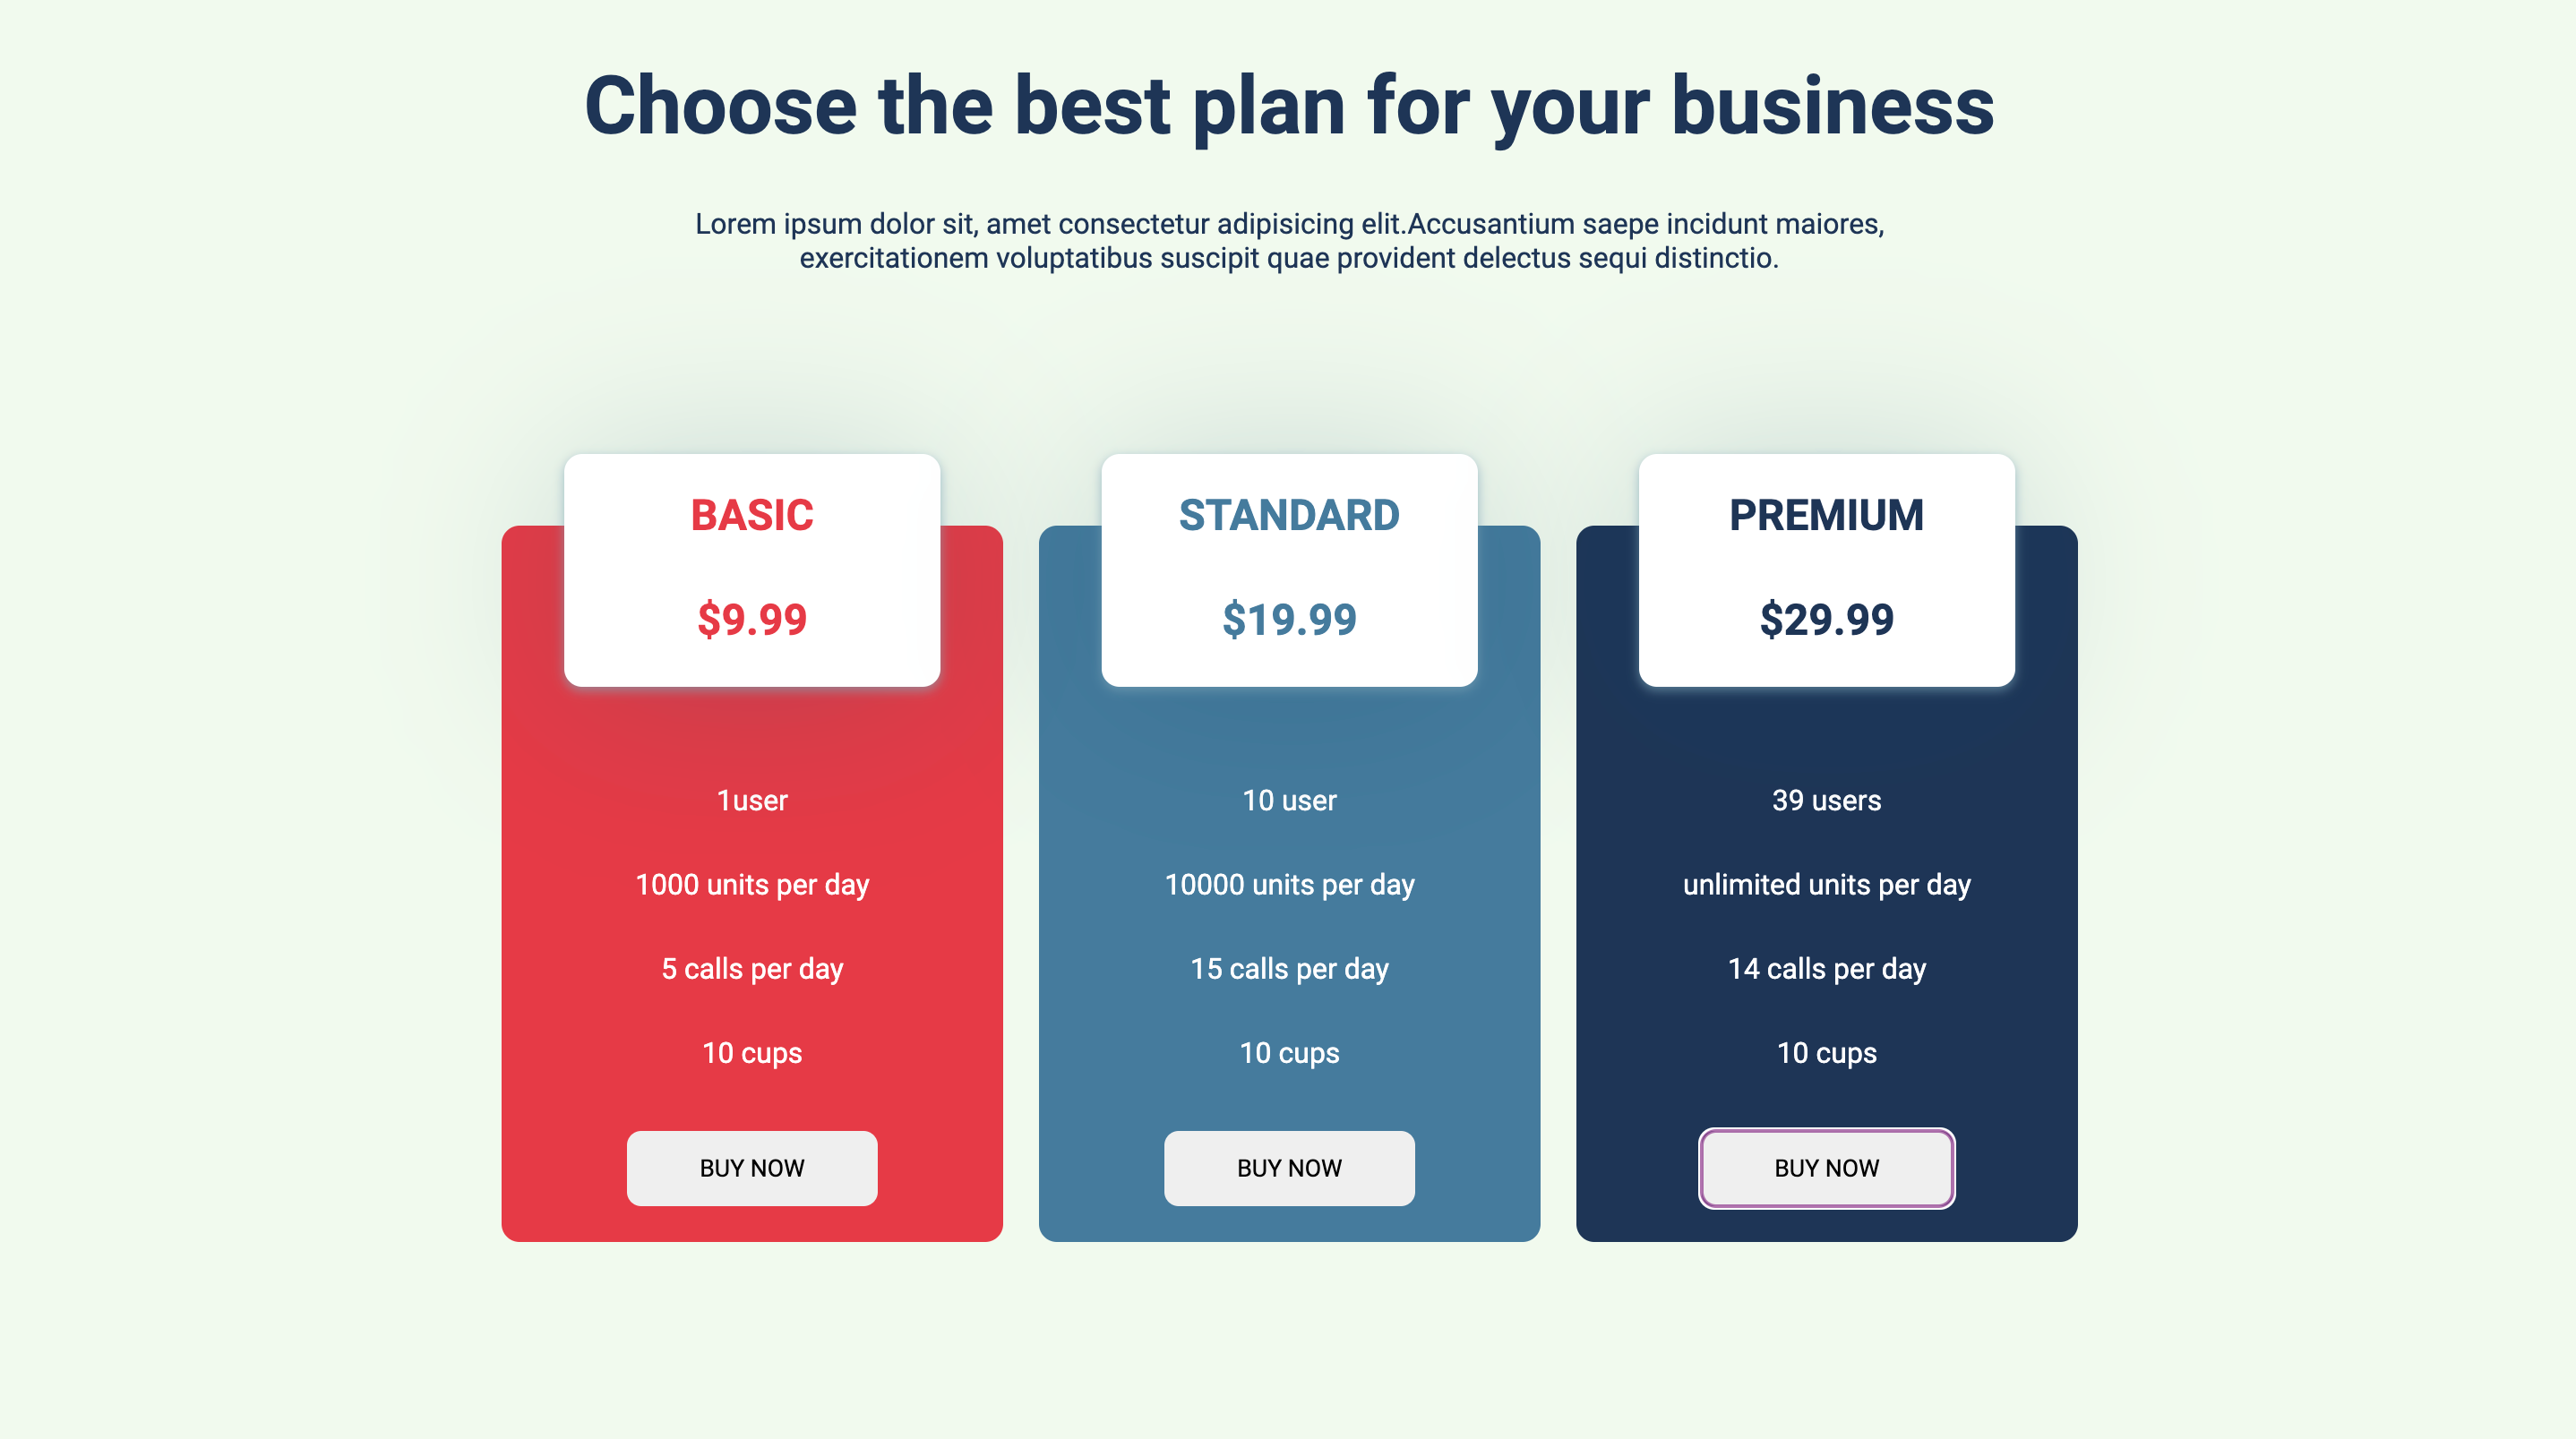 Choose the best plan for your business
Lorem ipsum dolor sit, amet consectetur adipisicing elit.Accusantium saepe incidunt maiores,
exercitationem voluptatibus suscipit quae provident delectus sequi distinctio.
BASIC
$9.99
1user
1000 units per day
5 calls per day
10 cups
BUY NOW
STANDARD
$19.99
10 user
10000 units per day
15 calls per day
10 cups
BUY NOW
PREMIUM
$29.99
39 users
unlimited units per day
14 calls per day
10 cups
BUY NOW